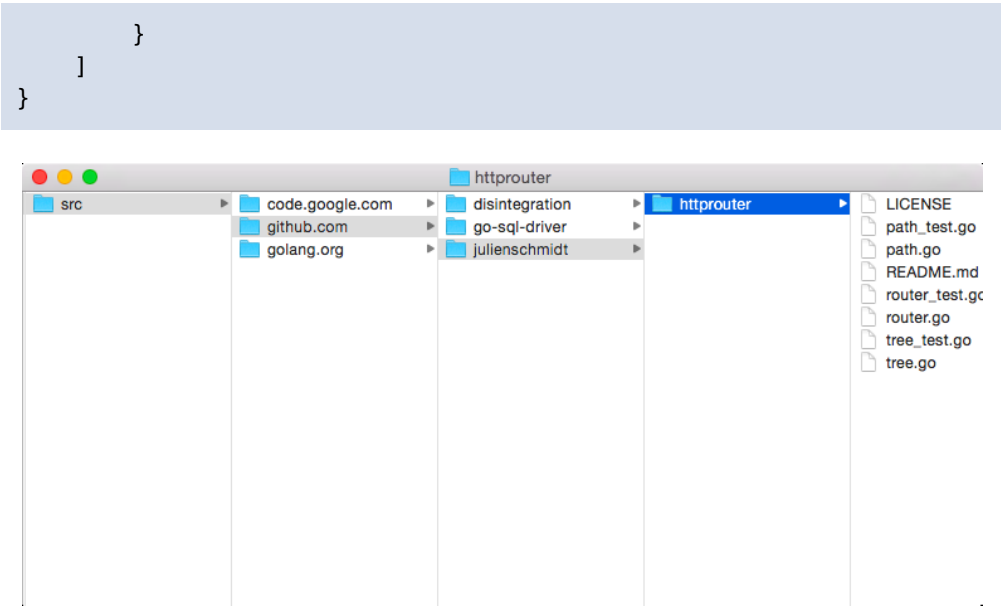 }
]
}
httprouter
src
code.google.com
github.com
golang.org
disintegration
go-sql-driver
julienschmidt
httprouter
LICENSE
path_test.go
path.go
README.md
router_test.go
router.go
tree_test.go
tree.go